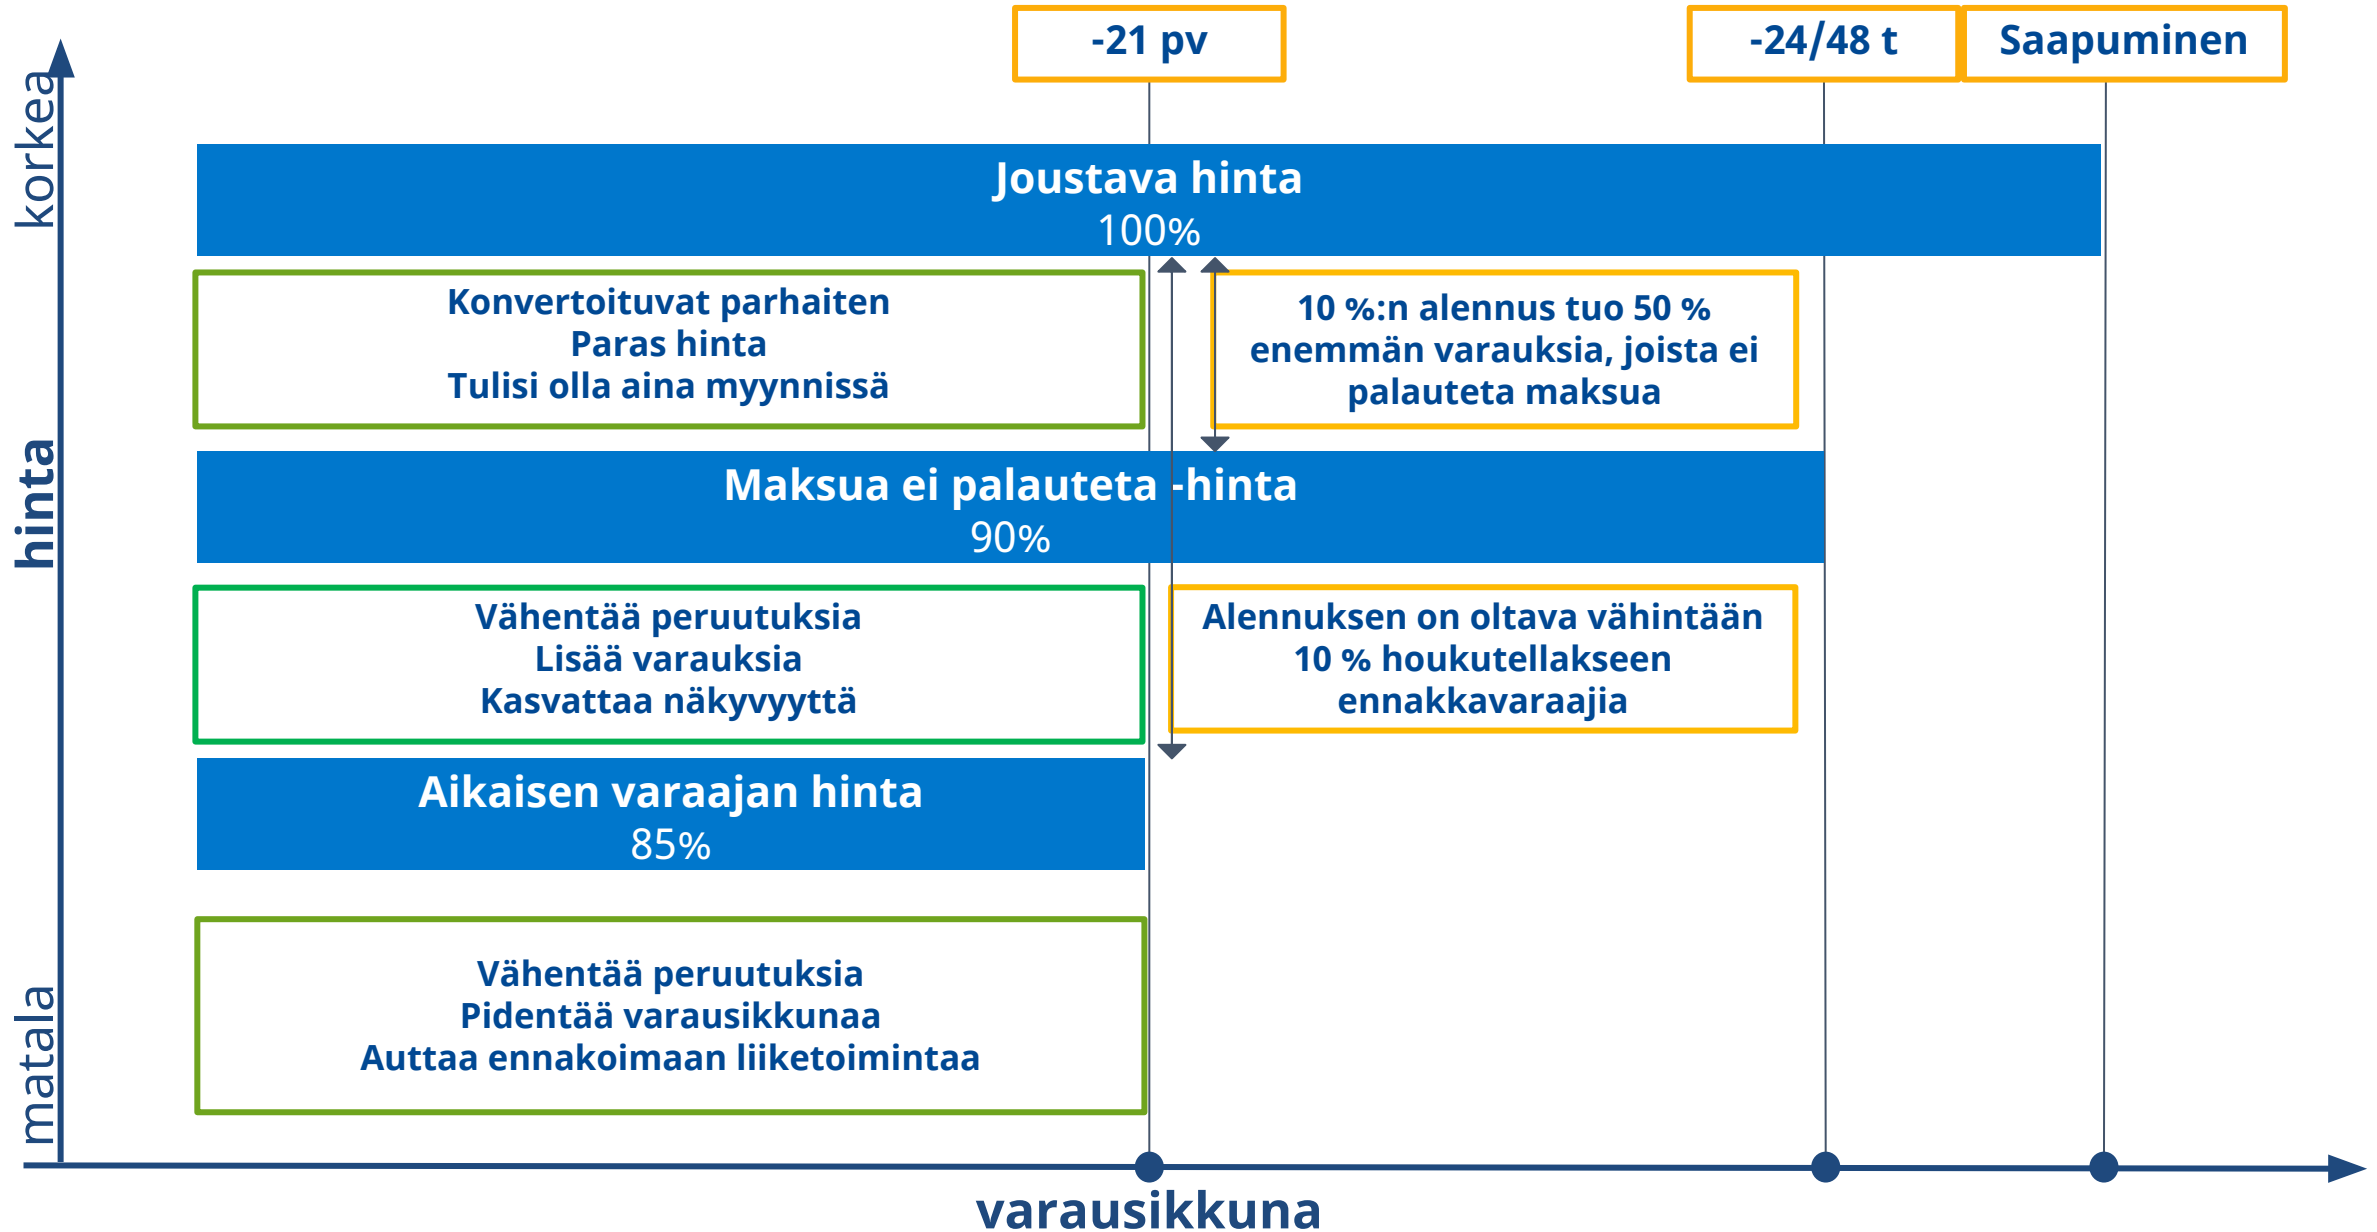 -21 pv
-24/48 t
Saapuminen
korkea
hinta
matala
Joustava hinta
100%
Konvertoituvat parhaiten
Paras hinta
Tulisi olla aina myynnissä
10 %:n alennus tuo 50 %
enemmän varauksia, joista ei
palauteta maksua
Maksua ei palauteta -hinta
90%
Vähentää peruutuksia
Lisää varauksia
Kasvattaa näkyvyyttä
Alennuksen on oltava vähintään
10 % houkutellakseen
ennakkavaraajia
Aikaisen varaajan hinta
85%
Vähentää peruutuksia
Pidentää varausikkunaa
Auttaa ennakoimaan liiketoimintaa
varausikkuna